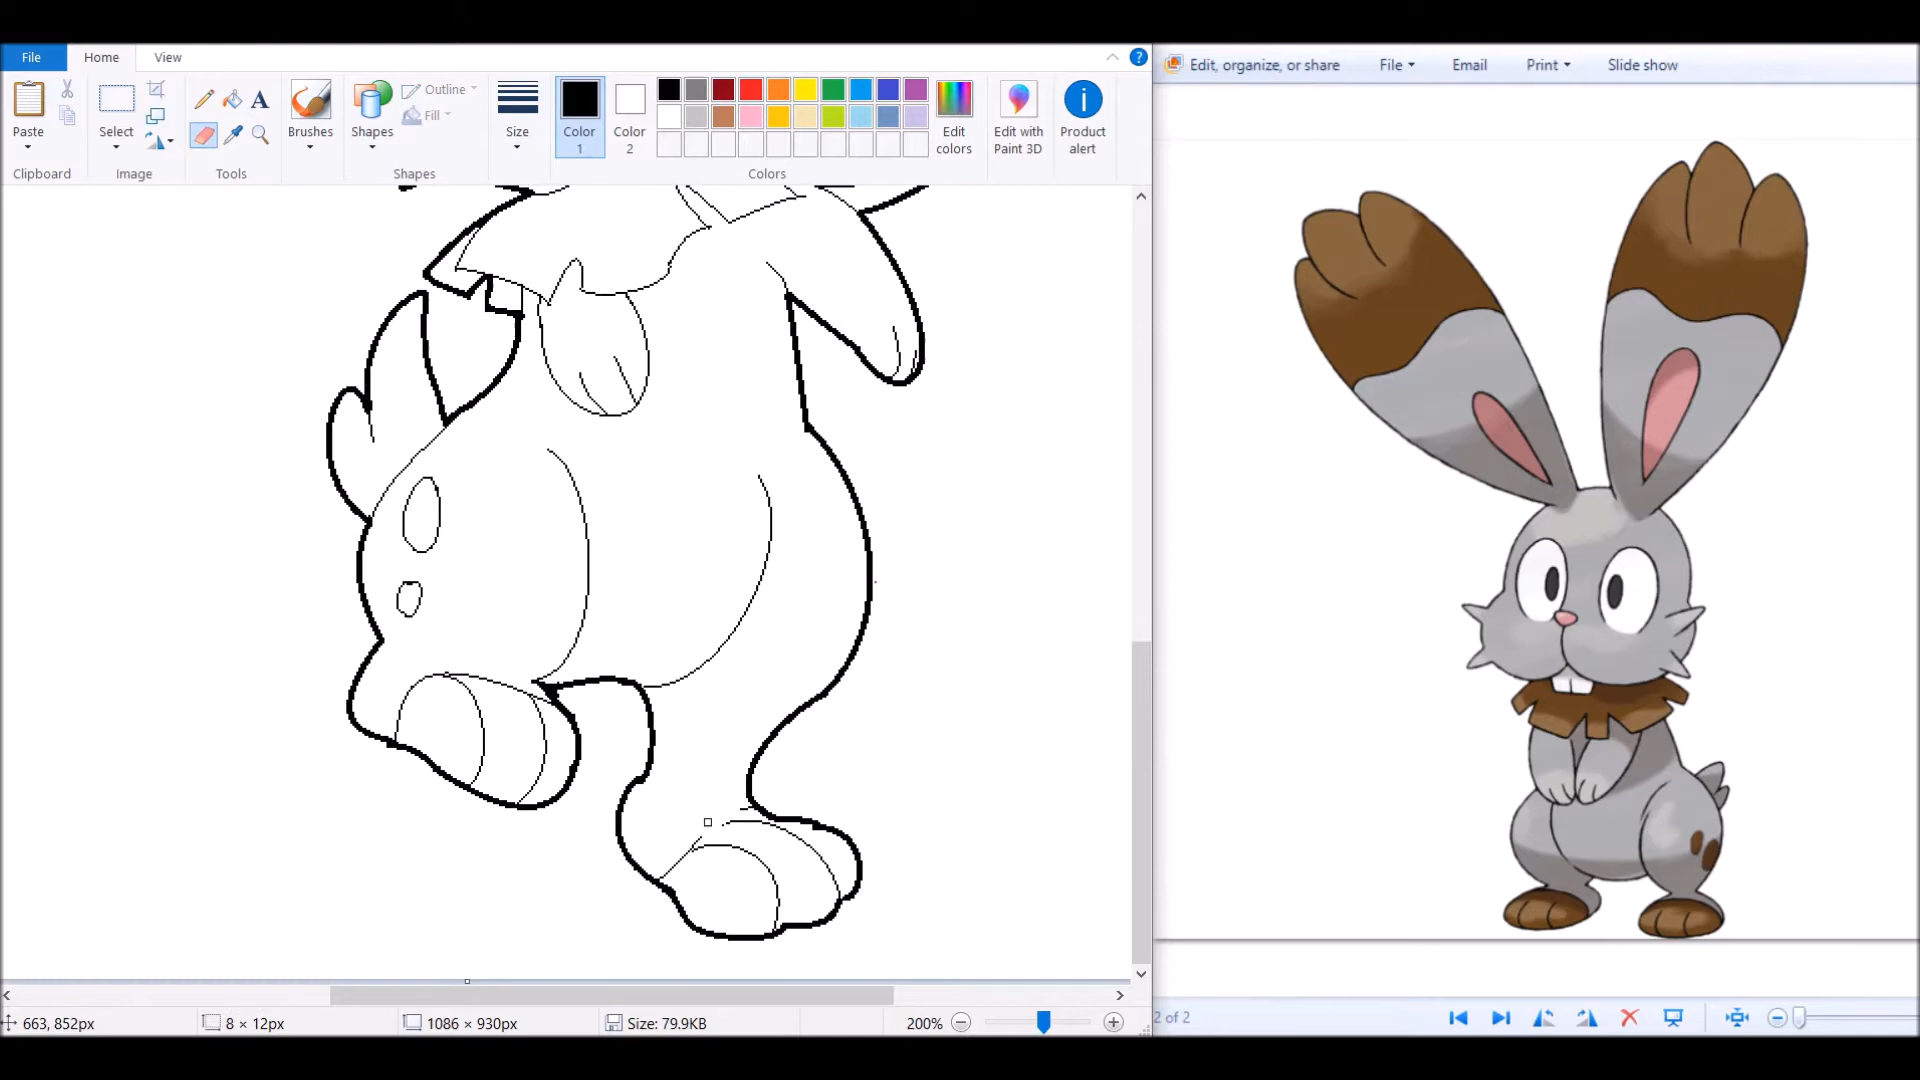 File Home View
Edit, organize, or share File Email Print Slide show
Outline
Fill
Paste Select Brushes Shapes Size Color 1 Color 2 Edit colors Edit with Paint 3D Product alert
Clipboard Image Tools Shapes Colors
663, 852px 8 × 12px 1086 × 930px Size: 79.9KB 200%
2 of 2